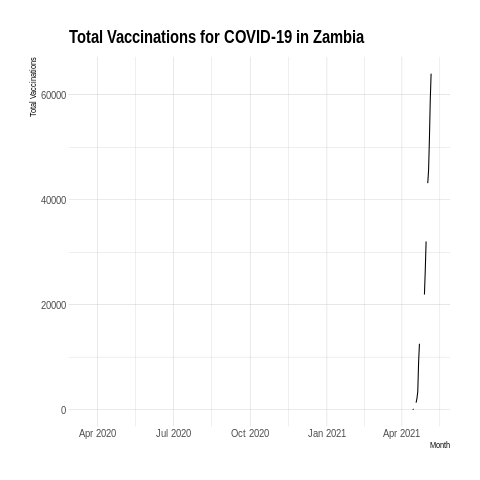 Total Vaccinations for COVID-19 in Zambia
Total Vaccinations
60000
40000
20000
0
Apr 2020 Jul 2020 Oct 2020 Jan 2021 Apr 2021
Month